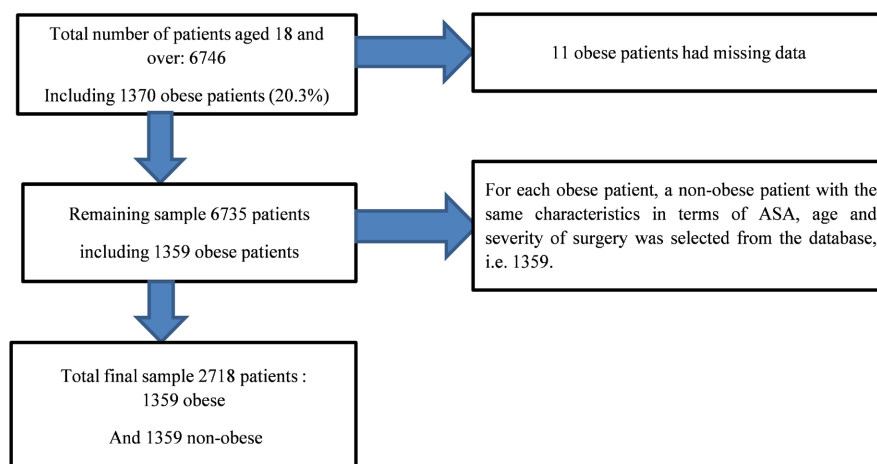 Total number of patients aged 18 and
over: 6746
Including 1370 obese patients (20.3%)
11 obese patients had missing data
Remaining sample 6735 patients
including 1359 obese patients
For each obese patient, a non-obese patient with the
same characteristics in terms of ASA, age and
severity of surgery was selected from the database,
i.e. 1359.
Total final sample 2718 patients :
1359 obese
And 1359 non-obese